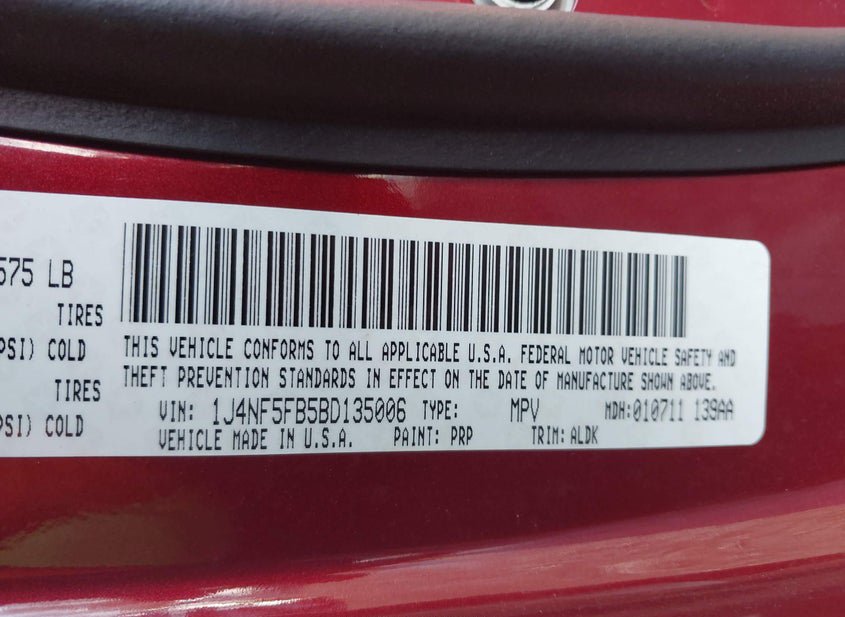 575 LB
TIRES
PSI) COLD
TIRES
PSI) COLD
THIS VEHICLE CONFORMS TO ALL APPLICABLE U.S.A. FEDERAL MOTOR VEHICLE SAFETY AND
THEFT PREVENTION STANDARDS IN EFFECT ON THE DATE OF MANUFACTURE SHOWN ABOVE.
VIN: 1J4NF5FB5BD135006 TYPE: MPV MDH:010711 139AA
VEHICLE MADE IN U.S.A. PAINT: PRP TRIM: ALDK